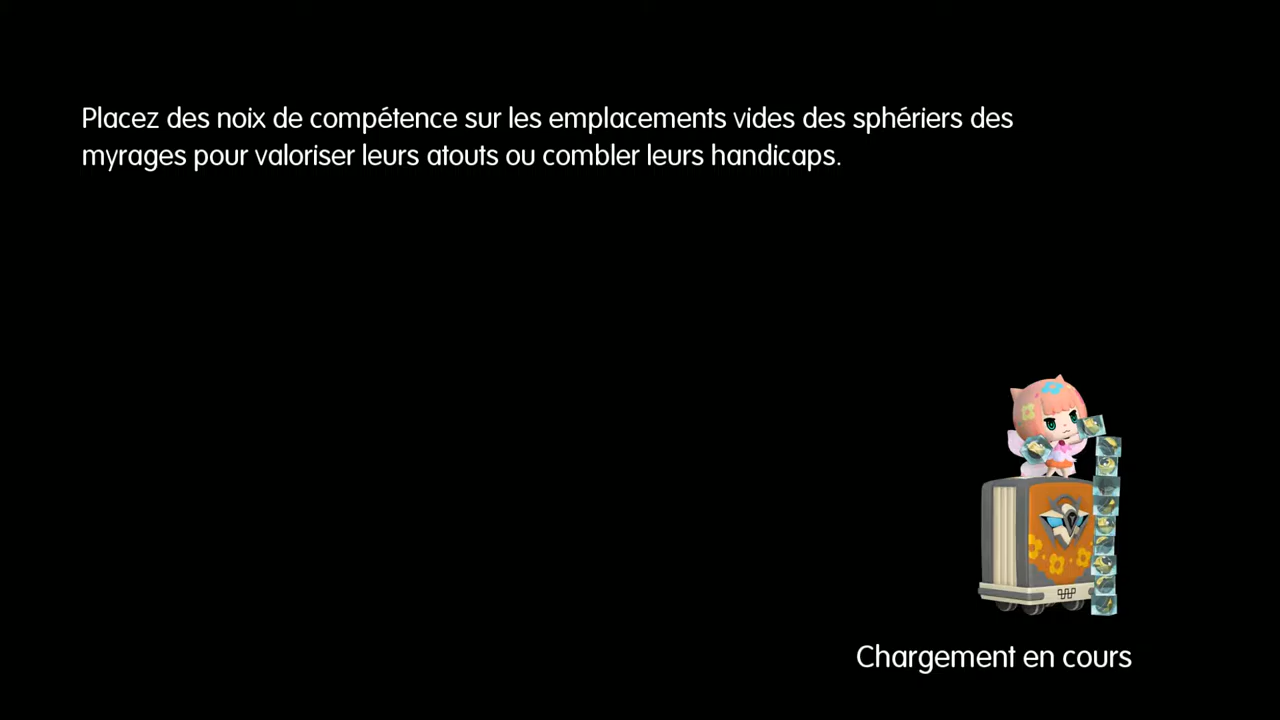 Placez des noix de compétence sur les emplacements vides des sphériers des
myrages pour valoriser leurs atouts ou combler leurs handicaps.
Chargement en cours